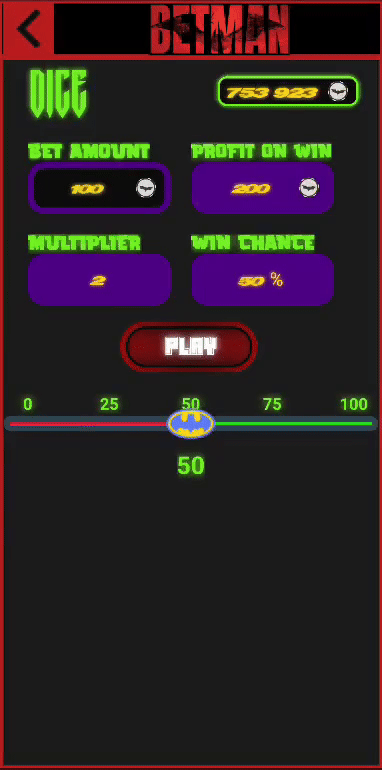 BETMAN
DICE
753 923
BET AMOUNT
PROFIT ON WIN
100
200
MULTIPLIER
WIN CHANCE
2
50 %
PLAY
0 25 50 75 100
50